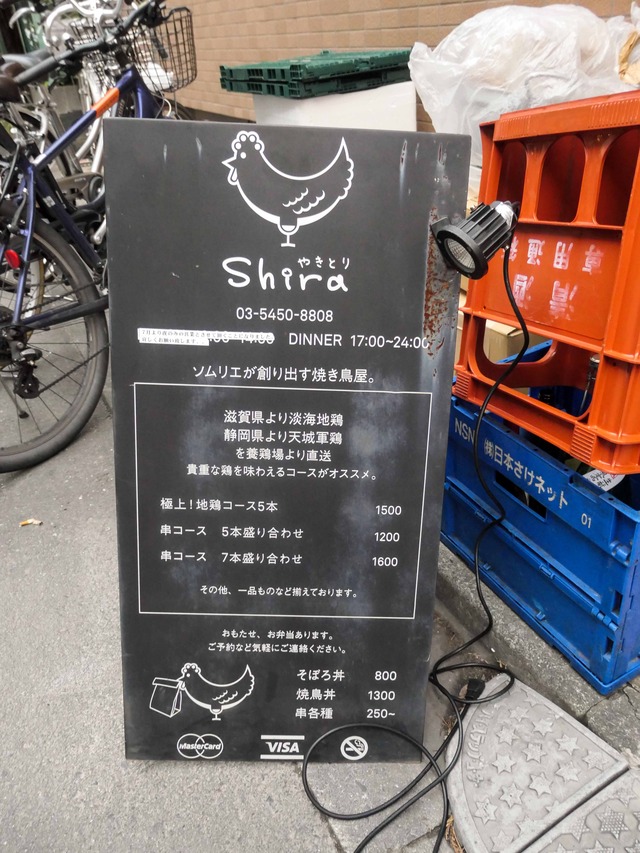 やきとり
Shira
03-5450-8808
DINNER 17:00~24:00
ソムリエが創り出す焼き鳥屋。
滋賀県より淡海地鶏
静岡県より天城軍鶏
を養鶏場より直送
貴重な鶏を味わえるコースがオススメ。
極上!地鶏コース5本 1500
串コース 5本盛り合わせ 1200
串コース 7本盛り合わせ 1600
その他、一品ものなど揃えております。
おもたせ、お弁当あります。
ご予約など気軽にご連絡ください。
そぼろ丼 800
焼鳥丼 1300
串各種 250~
MasterCard
VISA
NSN ㈱日本さけネット
01